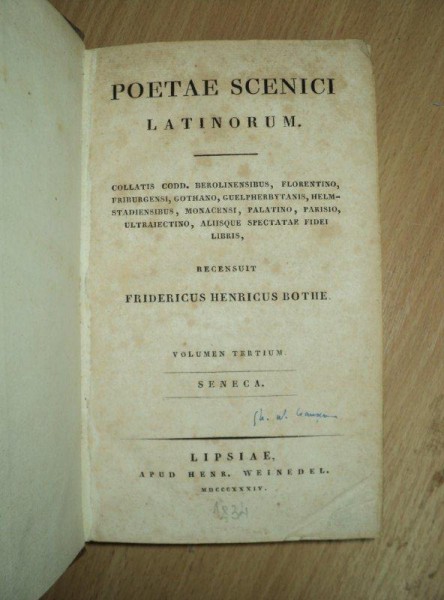 POETAE SCENICI
LATINORUM.
COLLATIS CODD. BEROLINENSIBUS, FLORENTINO,
FRIBURGENSI, GOTHANO, GUELPHERBYTANIS, HELM-
STADIENSIBUS, MONACENSI, PALATINO, PARISIO,
ULTRAIECTINO, ALIISQUE SPECTATAE FIDEI
LIBRIS,
RECENSUIT
FRIDERICUS HENRICUS BOTHE.
VOLUMEN TERTIUM.
SENECA.
LIPSIAE,
APUD HENR. WEINEDEL.
MDCCCXXXIV.
1834